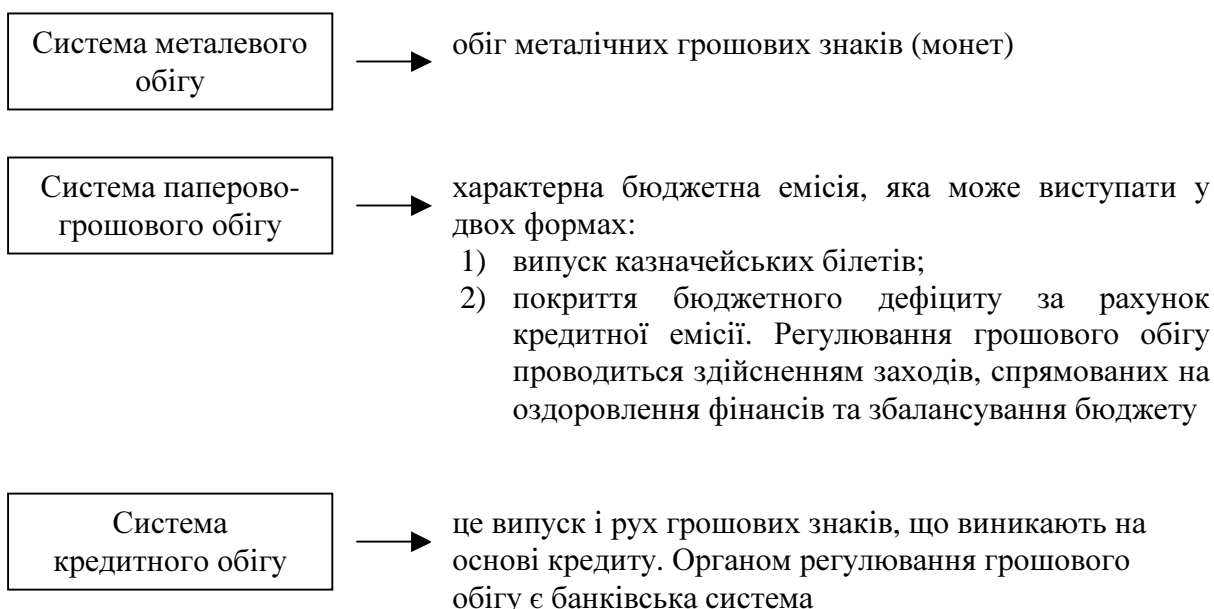 Система металевого
обігу
обіг металічних грошових знаків (монет)
Система паперово-
грошового обігу
характерна бюджетна емісія, яка може виступати у
двох формах:
1) випуск казначейських білетів;
2) покриття бюджетного дефіциту за рахунок
кредитної емісії. Регулювання грошового обігу
проводиться здійсненням заходів, спрямованих на
оздоровлення фінансів та збалансування бюджету
Система
кредитного обігу
це випуск і рух грошових знаків, що виникають на
основі кредиту. Органом регулювання грошового
обігу є банківська система